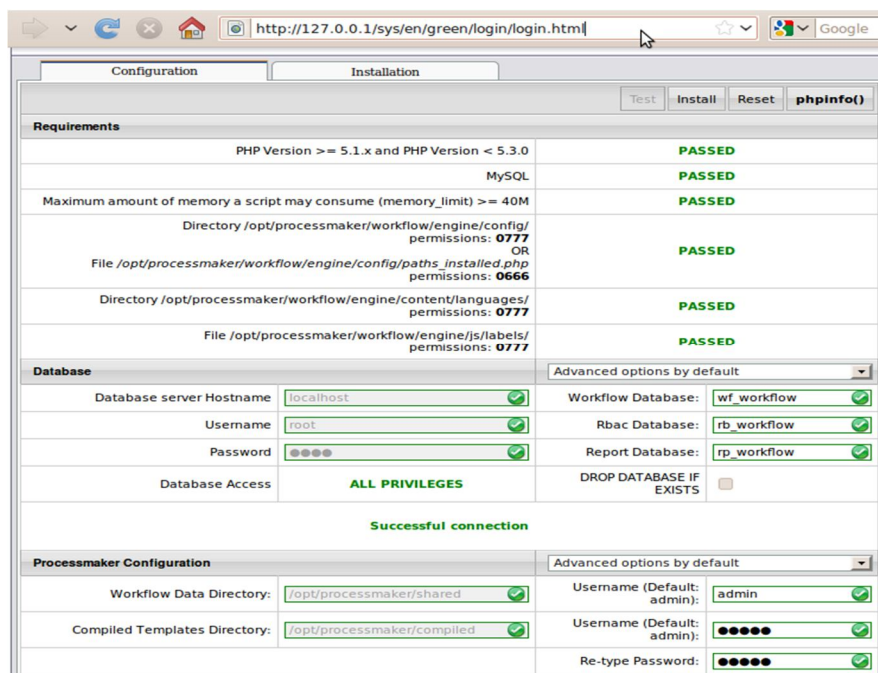 http://127.0.0.1/sys/en/green/login/login.html
Google
Configuration
Installation
Test
Install
Reset
phpinfo()
Requirements
PHP Version >= 5.1.x and PHP Version < 5.3.0
PASSED
MySQL
PASSED
Maximum amount of memory a script may consume (memory_limit) >= 40M
PASSED
Directory /opt/processmaker/workflow/engine/config/
permissions: 0777
OR
File /opt/processmaker/workflow/engine/config/paths_installed.php
permissions: 0666
PASSED
Directory /opt/processmaker/workflow/engine/content/languages/
permissions: 0777
PASSED
File /opt/processmaker/workflow/engine/js/labels/
permissions: 0777
PASSED
Database
Advanced options by default
Database server Hostname
localhost
Workflow Database:
wf_workflow
Username
root
Rbac Database:
rb_workflow
Password
●●●●
Report Database:
rp_workflow
Database Access
ALL PRIVILEGES
DROP DATABASE IF
EXISTS
Successful connection
Processmaker Configuration
Advanced options by default
Workflow Data Directory:
/opt/processmaker/shared
Username (Default:
admin):
admin
Compiled Templates Directory:
/opt/processmaker/compiled
Username (Default:
admin):
●●●●●
Re-type Password:
●●●●●